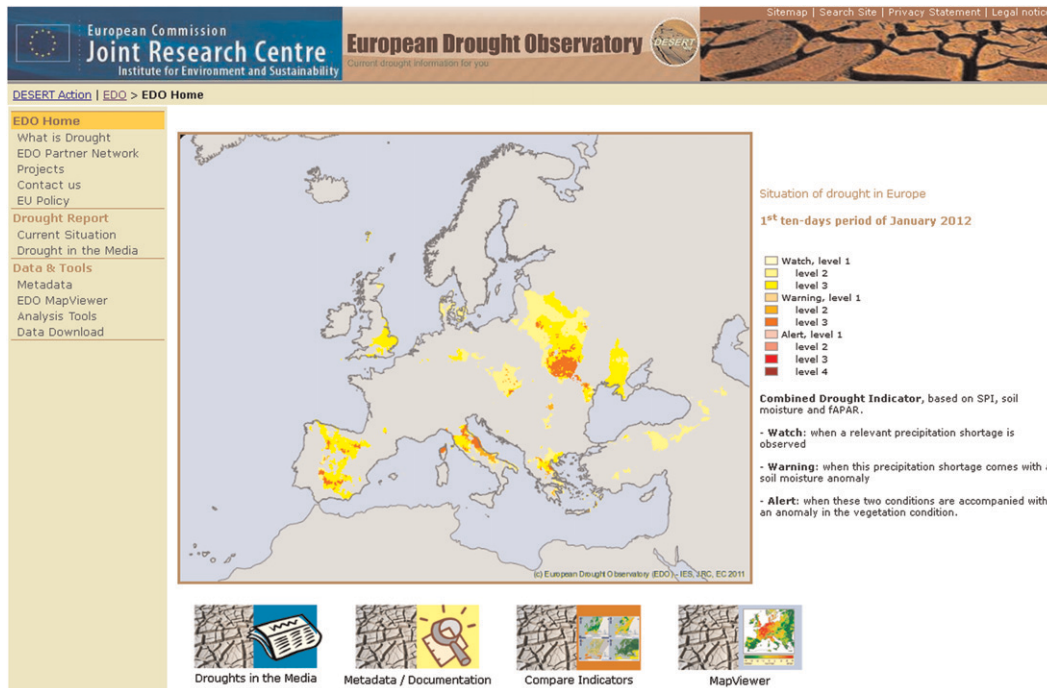 Sitemap | Search Site | Privacy Statement | Legal notice
European Commission
Joint Research Centre
Institute for Environment and Sustainability
European Drought Observatory
Current drought information for you
DESERT
DESERT Action | EDO > EDO Home
EDO Home
What is Drought
EDO Partner Network
Projects
Contact us
EU Policy
Drought Report
Current Situation
Drought in the Media
Data & Tools
Metadata
EDO MapViewer
Analysis Tools
Data Download
Situation of drought in Europe
1st ten-days period of January 2012
Watch, level 1
level 2
level 3
Warning, level 1
level 2
level 3
Alert, level 1
level 2
level 3
level 4
Combined Drought Indicator, based on SPI, soil
moisture and fAPAR.
- Watch: when a relevant precipitation shortage is
observed
- Warning: when this precipitation shortage comes with a
soil moisture anomaly
- Alert: when these two conditions are accompanied with
an anomaly in the vegetation condition.
(c) European Drought Observatory (EDO) - IES, JRC, EC 2011
Droughts in the Media
Metadata / Documentation
Compare Indicators
MapViewer